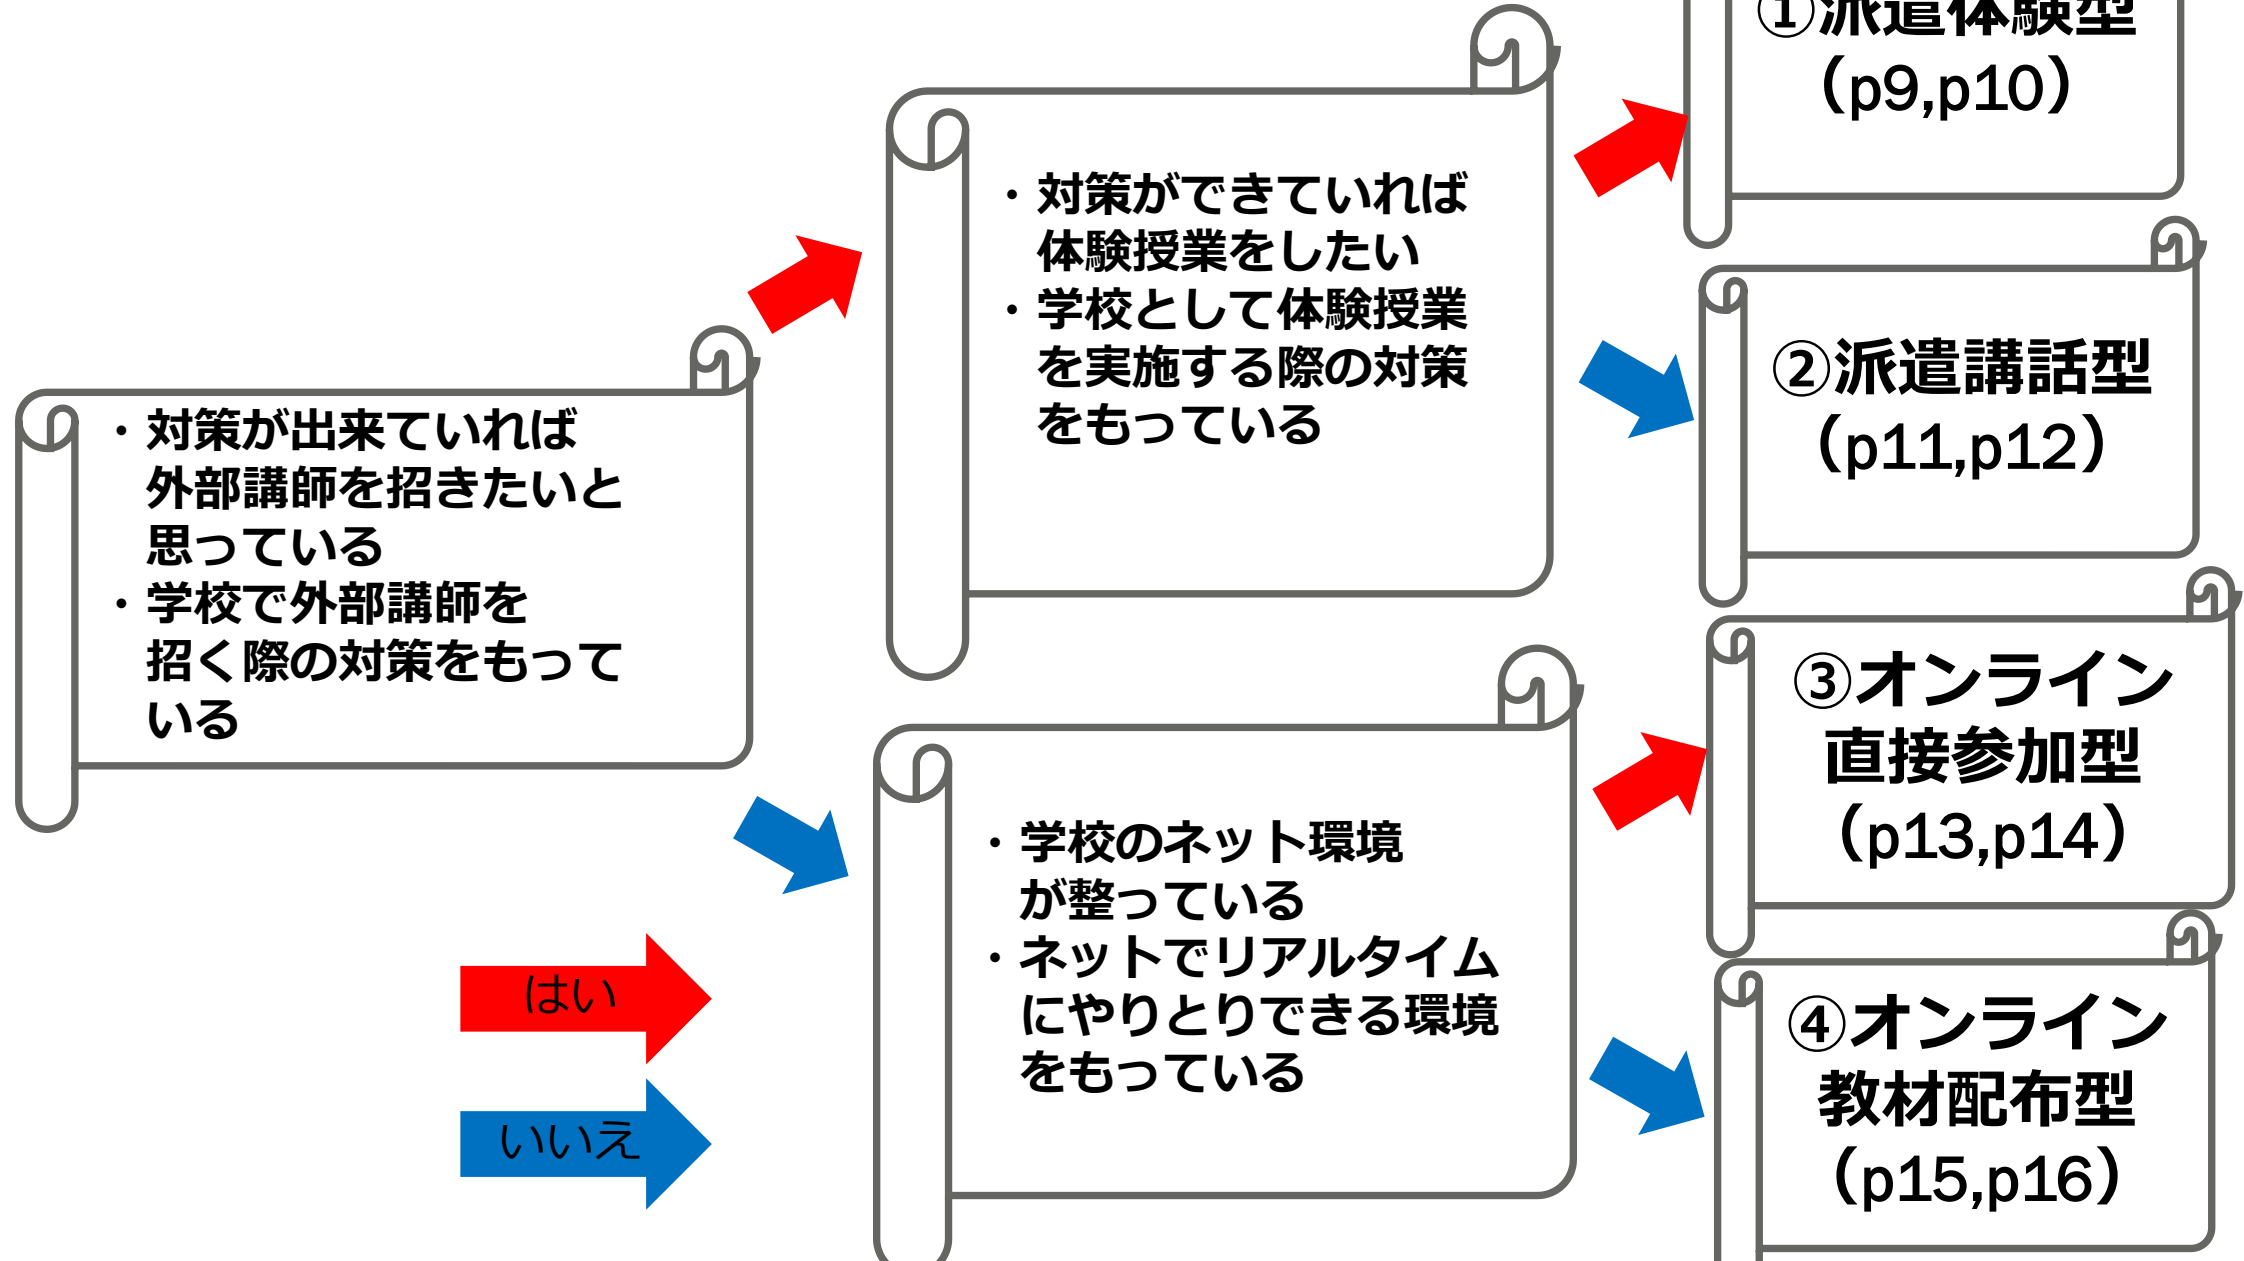 ・対策が出来ていれば
外部講師を招きたいと
思っている
・学校で外部講師を
招く際の対策をもって
いる
・対策ができていれば
体験授業をしたい
・学校として体験授業
を実施する際の対策
をもっている
・学校のネット環境
が整っている
・ネットでリアルタイム
にやりとりできる環境
をもっている
①派遣体験型
（p9,p10）
②派遣講話型
（p11,p12）
③オンライン
直接参加型
（p13,p14）
④オンライン
教材配布型
（p15,p16）
はい
いいえ